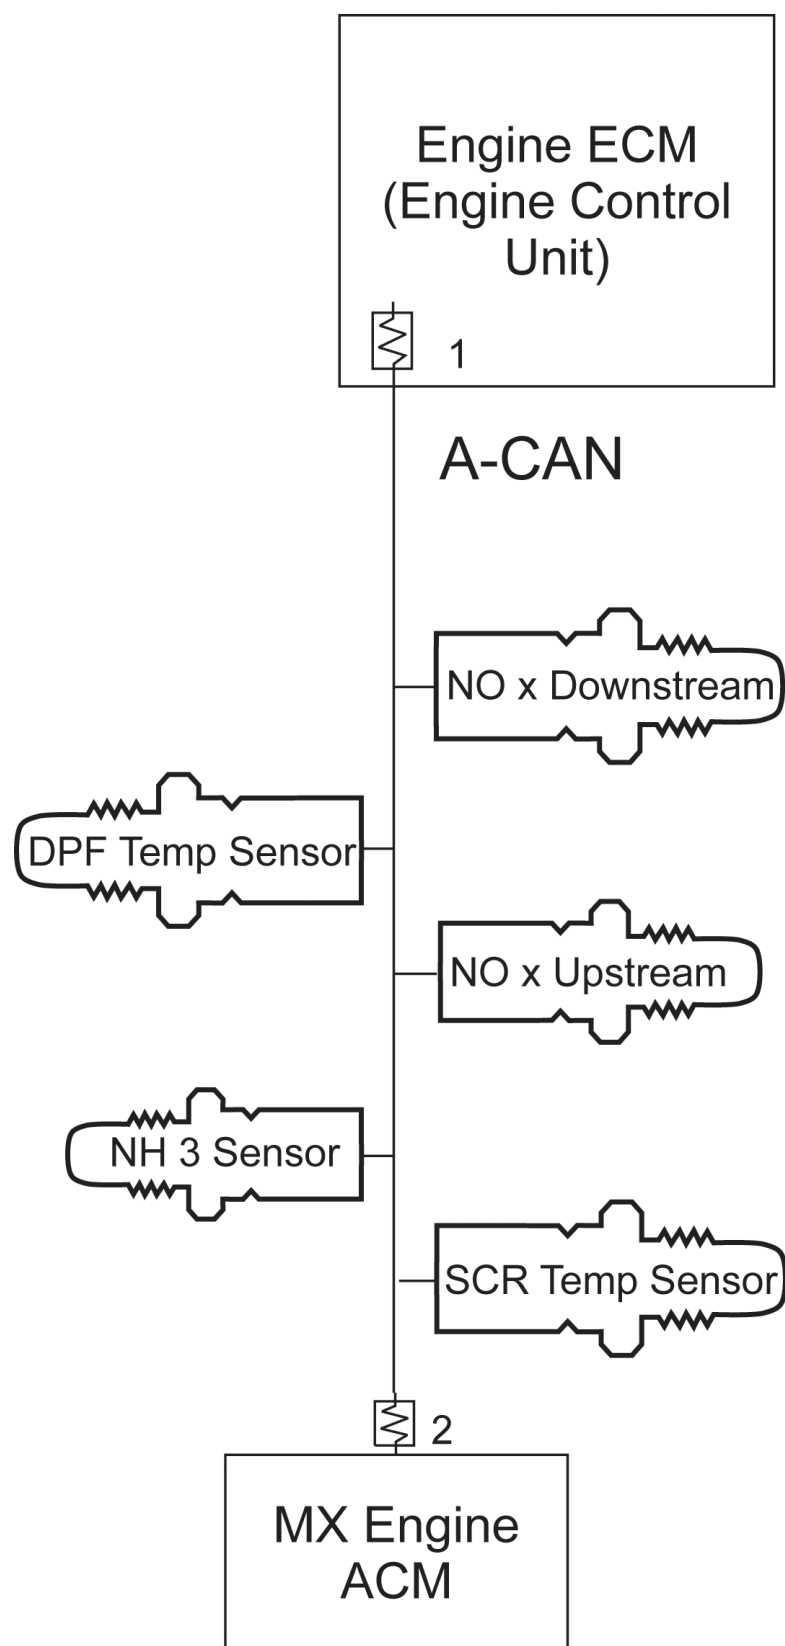 Engine ECM
(Engine Control
Unit)
1
A-CAN
NO x Downstream
DPF Temp Sensor
NO x Upstream
NH 3 Sensor
SCR Temp Sensor
2
MX Engine
ACM